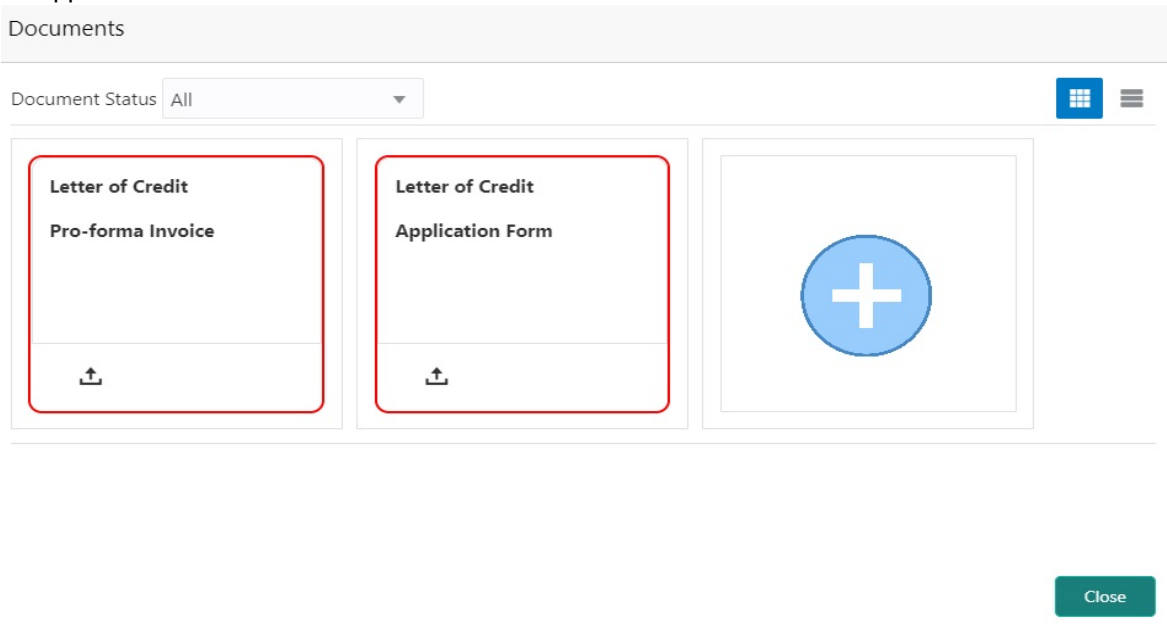 Documents
Document Status All
Letter of Credit
Pro-forma Invoice
Letter of Credit
Application Form
Close